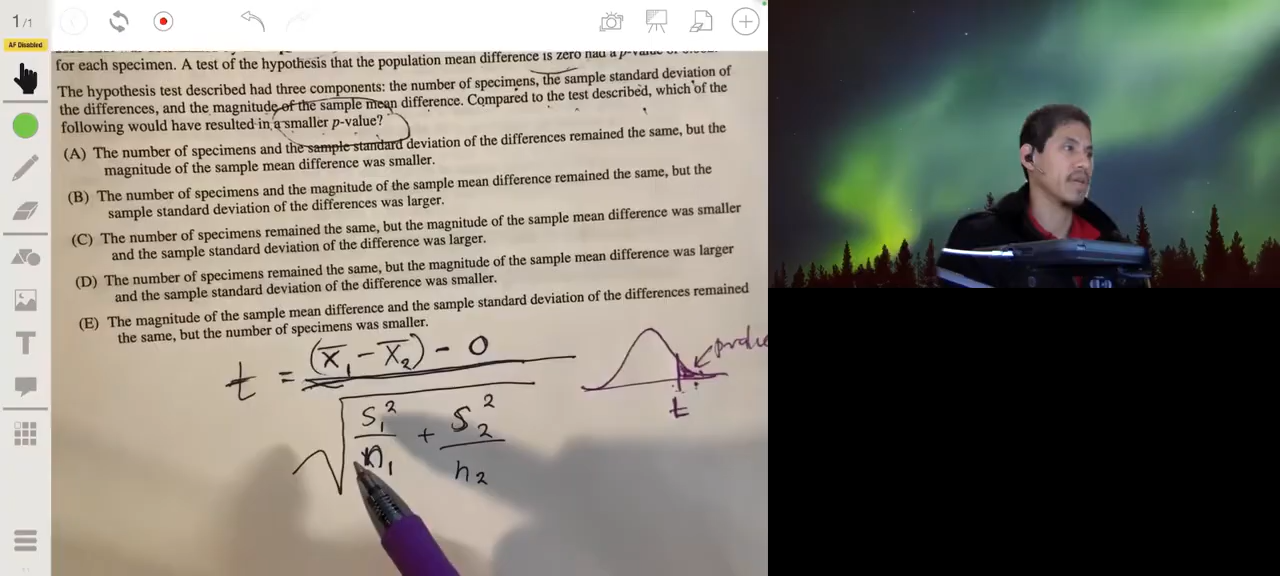 1/1
AF Disabled
for each specimen. A test of the hypothesis that the population mean difference is zero had a p-value of
The hypothesis test described had three components: the number of specimens, the sample standard deviation of
the differences, and the magnitude of the sample mean difference. Compared to the test described, which of the
following would have resulted in a smaller p-value?
(A) The number of specimens and the sample standard deviation of the differences remained the same, but the
magnitude of the sample mean difference was smaller.
(B) The number of specimens and the magnitude of the sample mean difference remained the same, but the
sample standard deviation of the differences was larger.
(C) The number of specimens remained the same, but the magnitude of the sample mean difference was smaller
and the sample standard deviation of the difference was larger.
(D) The number of specimens remained the same, but the magnitude of the sample mean difference was larger
and the sample standard deviation of the difference was smaller.
(E) The magnitude of the sample mean difference and the sample standard deviation of the differences remained
the same, but the number of specimens was smaller.
t = (x̄₁ - x̄₂) - 0
√ s₁²/n₁ + s₂²/n₂
t